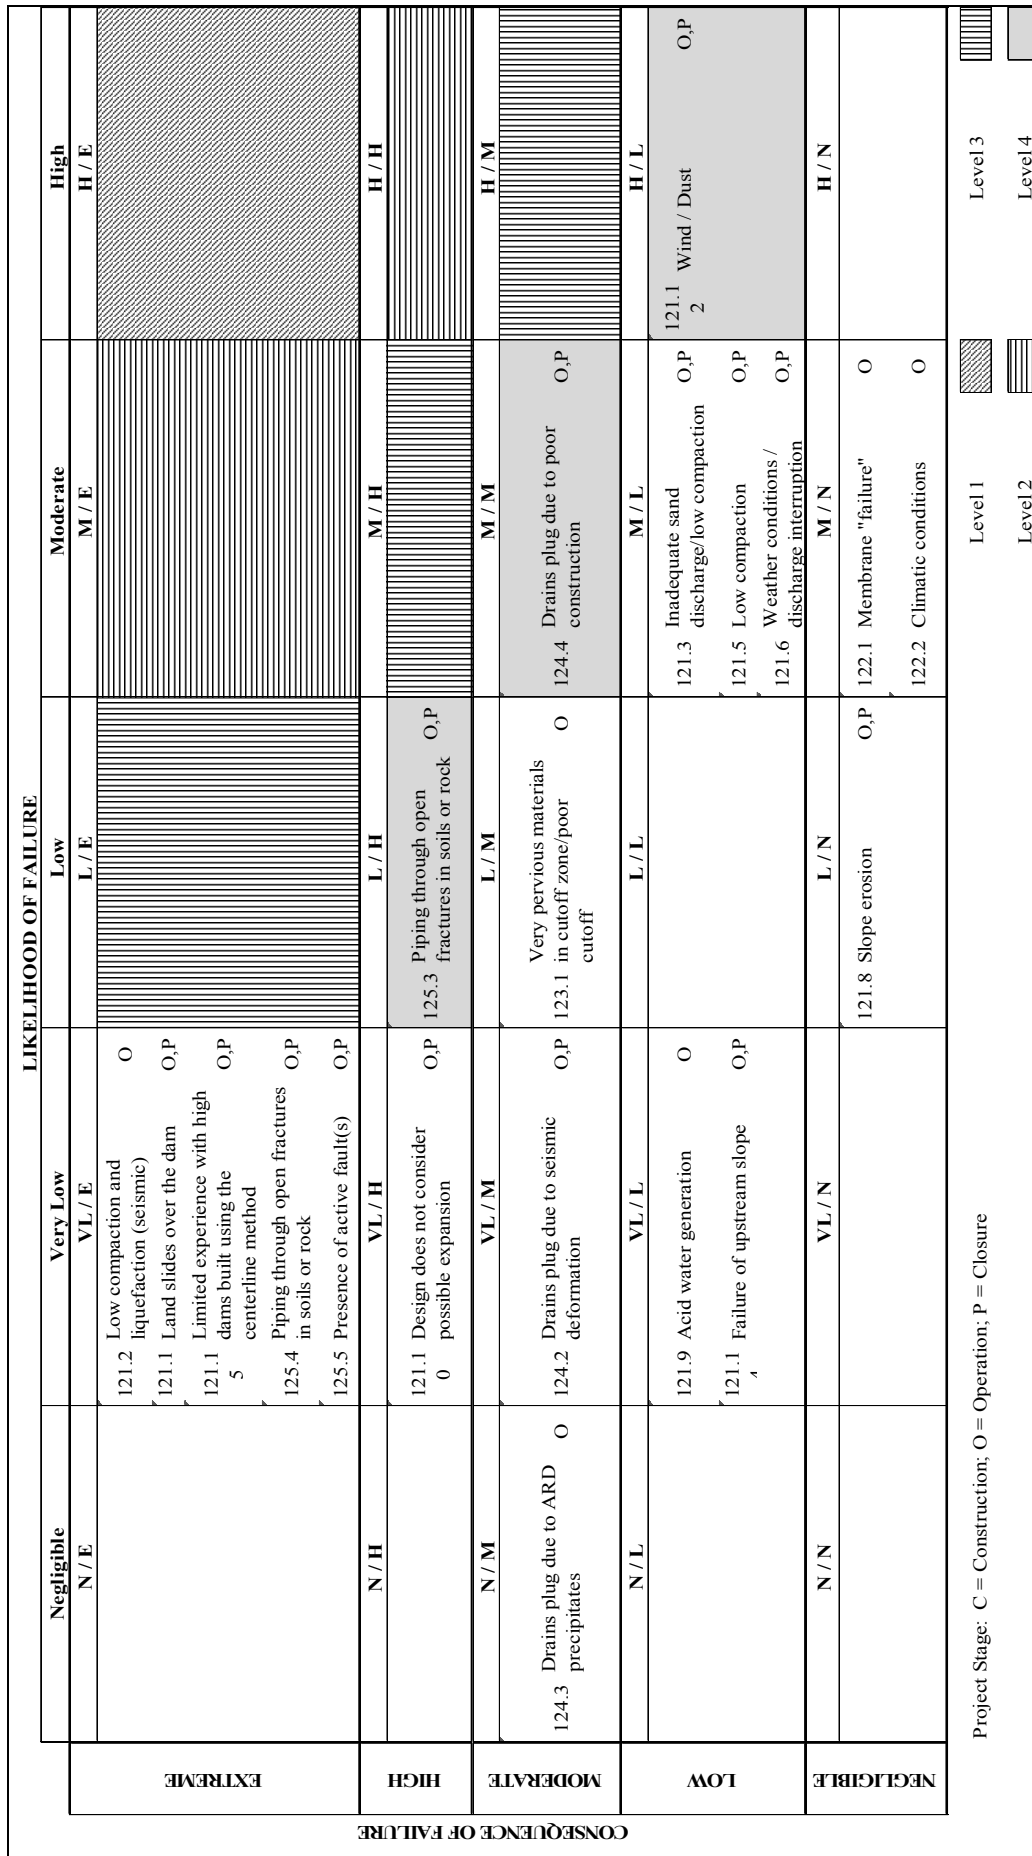 LIKELIHOOD OF FAILURE
Negligible
Very Low
Low
Moderate
High
CONSEQUENCE OF FAILURE
EXTREME
N / E
VL / E
L / E
M / E
H / E
121.2 Low compaction and O
liquefaction (seismic)
121.1 Land slides over the dam O,P
Limited experience with high
121.1 dams built using the O,P
5 centerline method
125.4 Piping through open fractures O,P
in soils or rock
125.5 Presence of active fault(s) O,P
HIGH
N / H
VL / H
L / H
M / H
H / H
121.1 Design does not consider O,P
0 possible expansion
125.3 Piping through open O,P
fractures in soils or rock
MODERATE
N / M
VL / M
L / M
M / M
H / M
124.3 Drains plug due to ARD O
precipitates
124.2 Drains plug due to seismic O,P
deformation
Very pervious materials
123.1 in cutoff zone/poor O
cutoff
124.4 Drains plug due to poor O,P
construction
LOW
N / L
VL / L
L / L
M / L
H / L
121.9 Acid water generation O
121.1 Failure of upstream slope O,P
121.3 Inadequate sand O,P
discharge/low compaction
121.5 Low compaction O,P
121.6 Weather conditions / O,P
discharge interruption
121.1 Wind / Dust O,P
2
NEGLIGIBLE
N / N
VL / N
L / N
M / N
H / N
121.8 Slope erosion O,P
122.1 Membrane "failure" O
122.2 Climatic conditions O
Project Stage: C = Construction; O = Operation; P = Closure
Level 1
Level 3
Level 2
Level 4